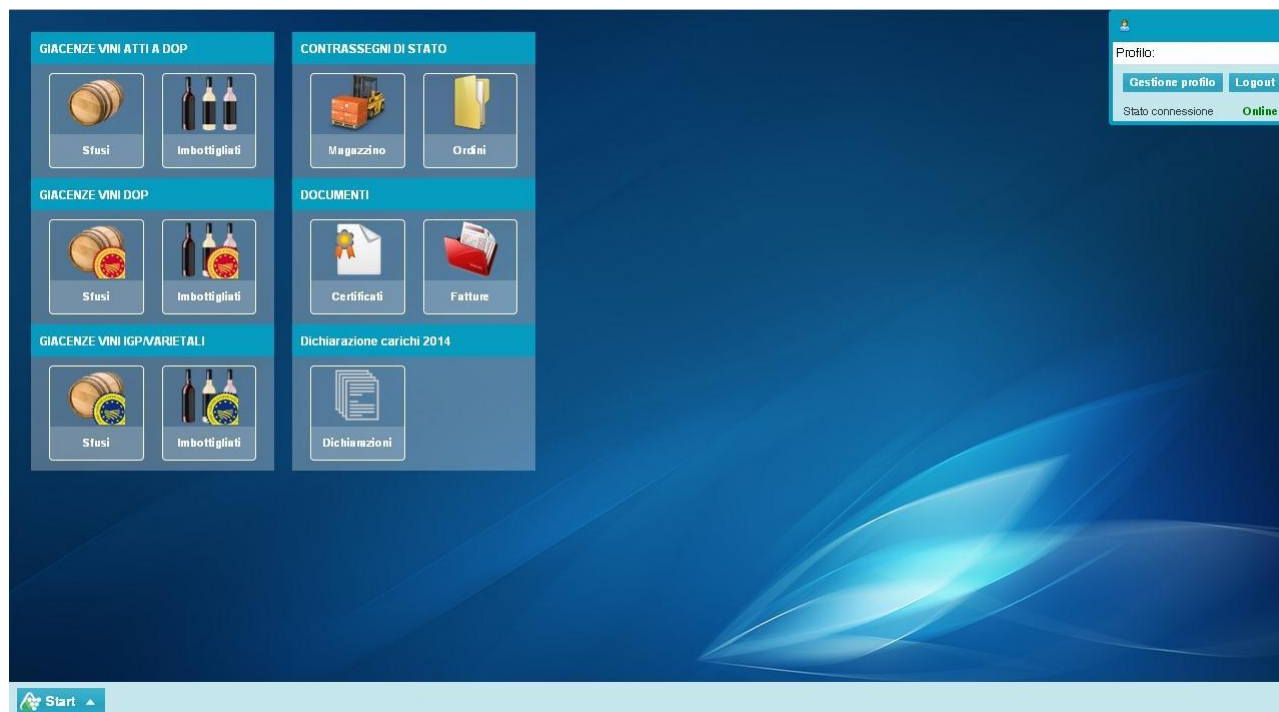 GIACENZE VINI ATTI A DOP
Sfusi
Imbottigliati
GIACENZE VINI DOP
Sfusi
Imbottigliati
GIACENZE VINI IGP/VARIETALI
Sfusi
Imbottigliati
CONTRASSEGNI DI STATO
Magazzino
Ordini
DOCUMENTI
Certificati
Fatture
Dichiarazione carichi 2014
Dichiarazioni
Profilo:
Gestione profilo
Logout
Stato connessione
Online
Start